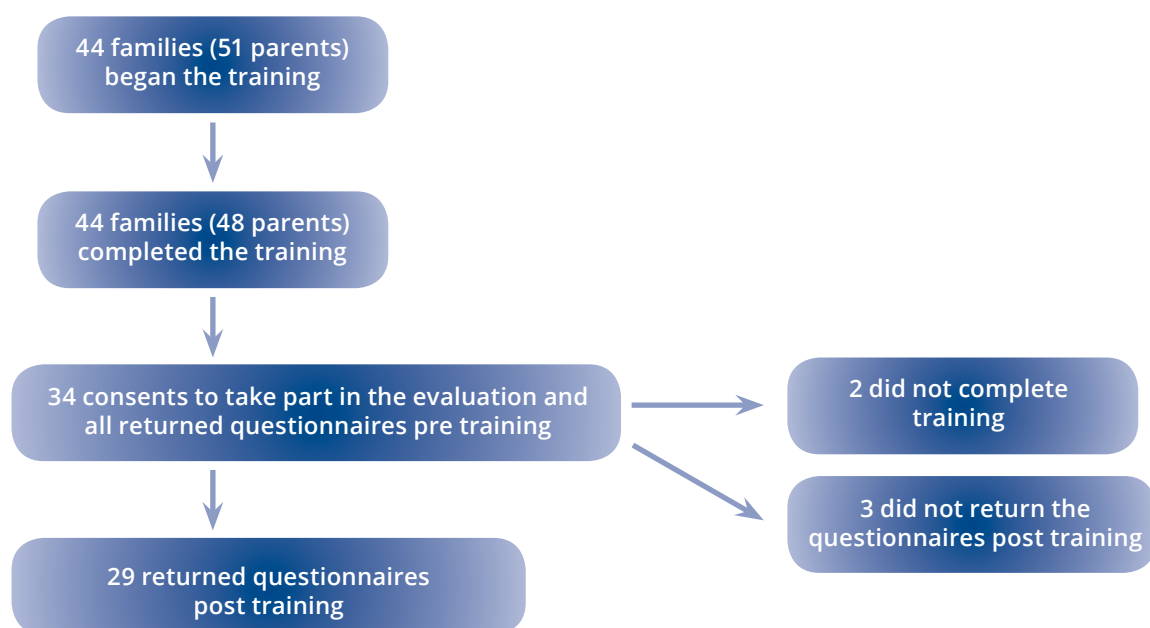 44 families (51 parents)
began the training
44 families (48 parents)
completed the training
34 consents to take part in the evaluation and
all returned questionnaires pre training
2 did not complete
training
3 did not return the
questionnaires post training
29 returned questionnaires
post training